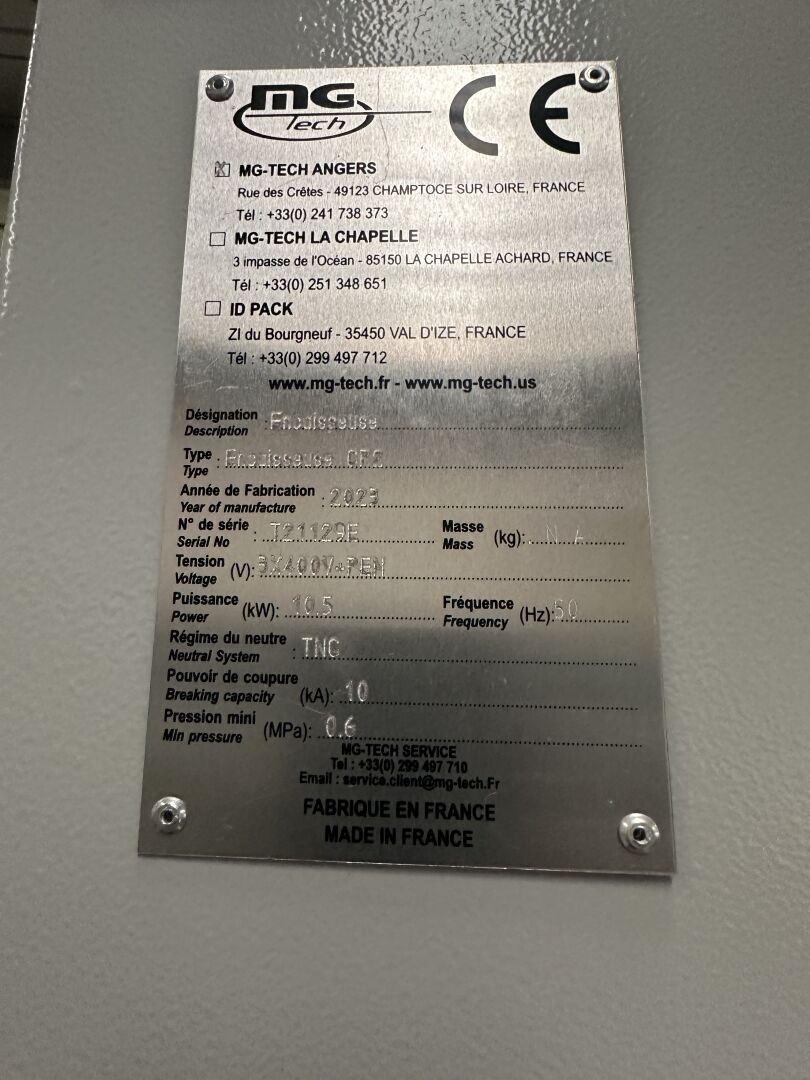 MG
Tech
CE
MG-TECH ANGERS
Rue des Crêtes - 49123 CHAMPTOCE SUR LOIRE, FRANCE
Tél : +33(0) 241 738 373
MG-TECH LA CHAPELLE
3 impasse de l'Océan - 85150 LA CHAPELLE ACHARD, FRANCE
Tél : +33(0) 251 348 651
ID PACK
ZI du Bourgneuf - 35450 VAL D'IZE, FRANCE
Tél : +33(0) 299 497 712
www.mg-tech.fr - www.mg-tech.us
Désignation : Encaisseuse
Description
Type : Encaisseuse
Type
Année de Fabrication : 2023
Year of manufacture
N° de série : T21129E Masse (kg): N.A
Serial No Mass
Tension (V): 3X400V+PEN
Voltage
Puissance (kW): 10.5 Fréquence (Hz): 50
Power Frequency
Régime du neutre : TNC
Neutral System
Pouvoir de coupure (kA): 10
Breaking capacity
Pression mini (MPa): 0.6
Min pressure
MG-TECH SERVICE
Tel : +33(0) 299 497 710
Email : service.client@mg-tech.Fr
FABRIQUE EN FRANCE
MADE IN FRANCE